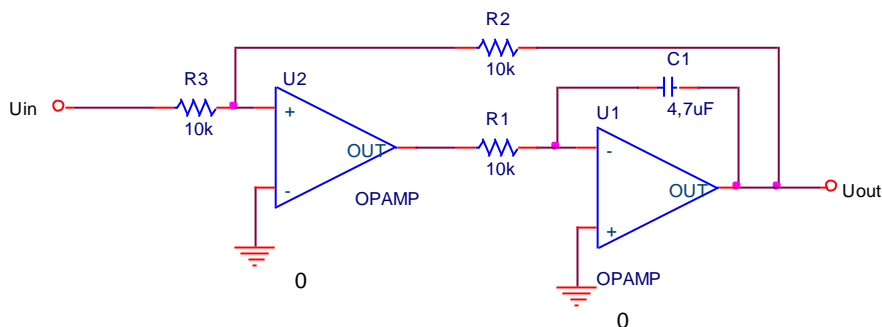 R2
10k
C1
4,7uF
R3
10k
U2
+
-
OUT
OPAMP
R1
10k
U1
-
+
OUT
OPAMP
Uin
Uout
0
0